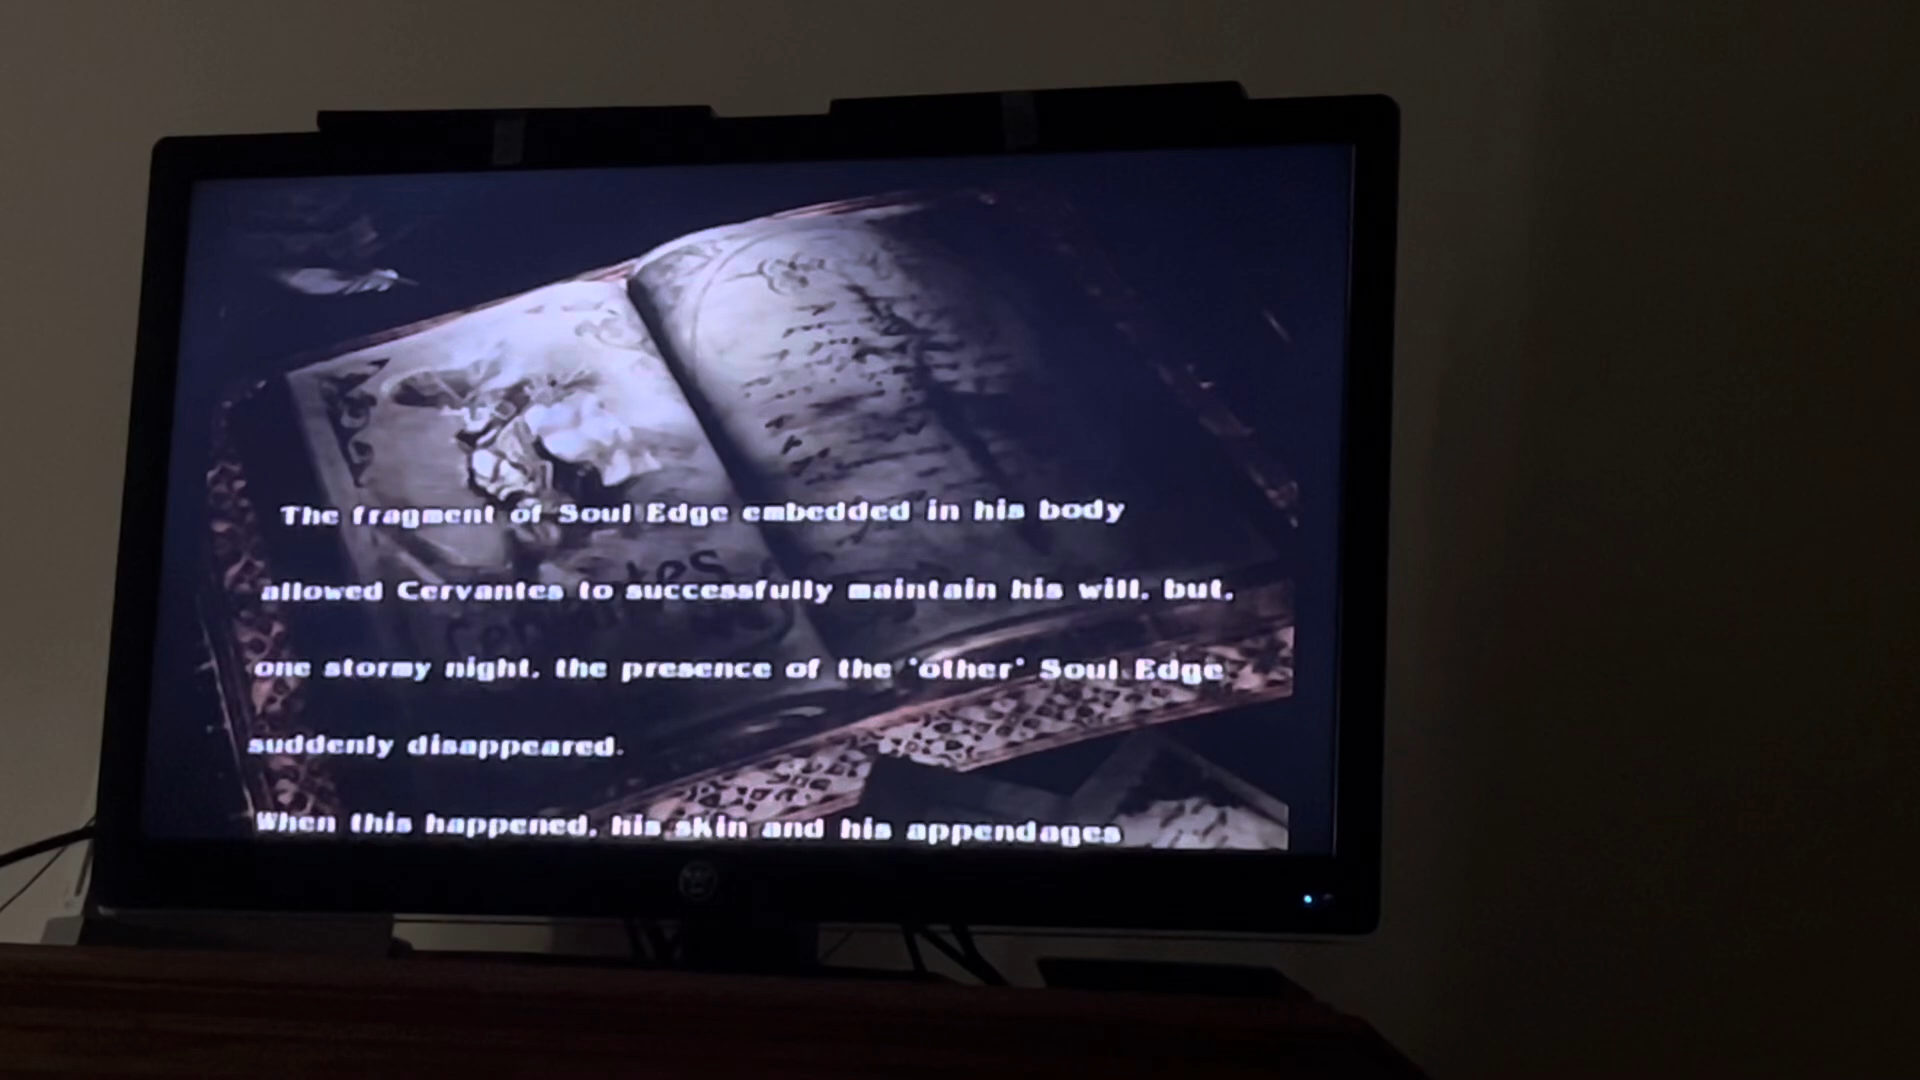 The fragment of Soul Edge embedded in his body
allowed Cervantes to successfully maintain his will, but,
one stormy night, the presence of the "other" Soul Edge
suddenly disappeared.
When this happened, his skin and his appendages